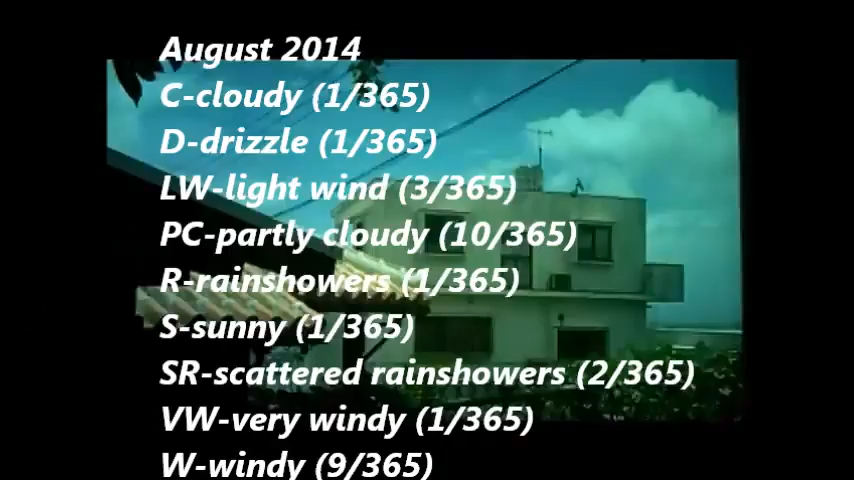 August 2014
C-cloudy (1/365)
D-drizzle (1/365)
LW-light wind (3/365)
PC-partly cloudy (10/365)
R-rainshowers (1/365)
S-sunny (1/365)
SR-scattered rainshowers (2/365)
VW-very windy (1/365)
W-windy (9/365)